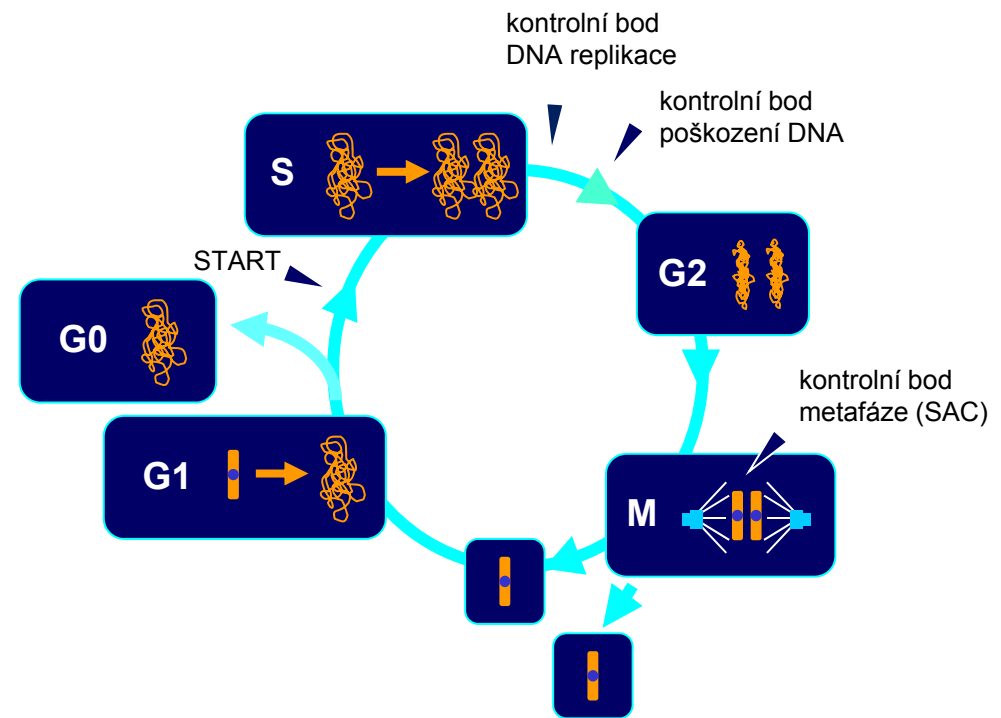 kontrolní bod
DNA replikace
kontrolní bod
poškození DNA
S
G2
START
G0
kontrolní bod
metafáze (SAC)
G1
M